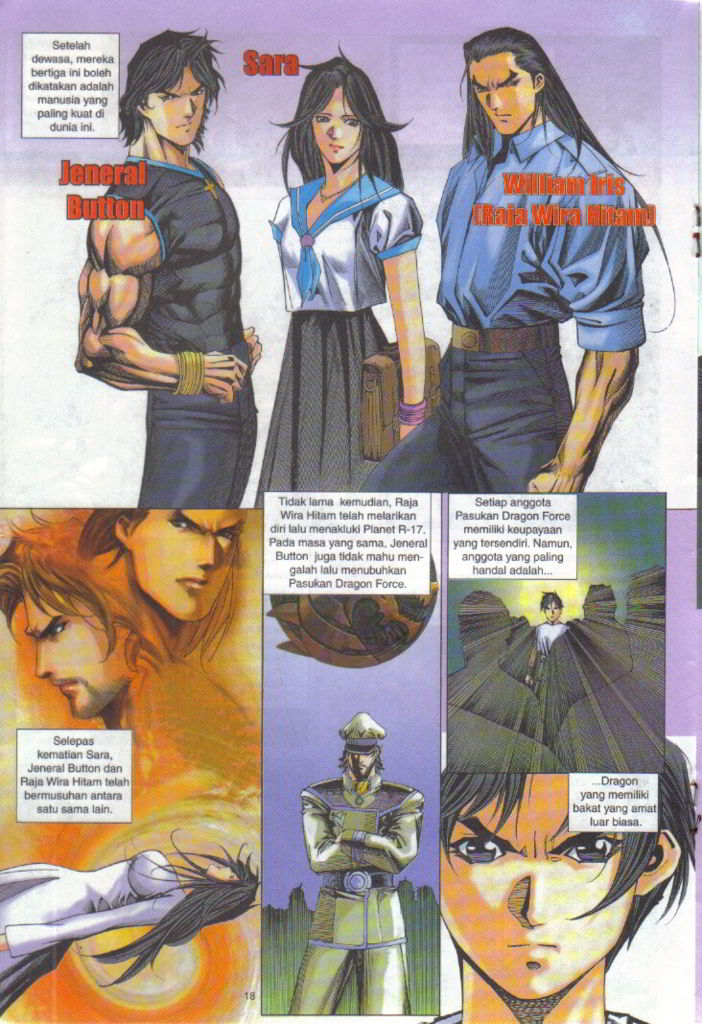 Setelah
dewasa, mereka
bertiga ini boleh
dikatakan adalah
manusia yang
paling kuat di
dunia ini.
Sara
Jeneral
Button
William Iris
(Raja Wira Hitam)
Selepas
kematian Sara,
Jeneral Button dan
Raja Wira Hitam telah
bermusuhan antara
satu sama lain.
Tidak lama kemudian, Raja
Wira Hitam telah melarikan
diri lalu menakluki Planet R-17.
Pada masa yang sama, Jeneral
Button juga tidak mahu men-
galah lalu menubuhkan
Pasukan Dragon Force.
Setiap anggota
Pasukan Dragon Force
memiliki keupayaan
yang tersendiri. Namun,
anggota yang paling
handal adalah...
...Dragon
yang memiliki
bakat yang amat
luar biasa.
18